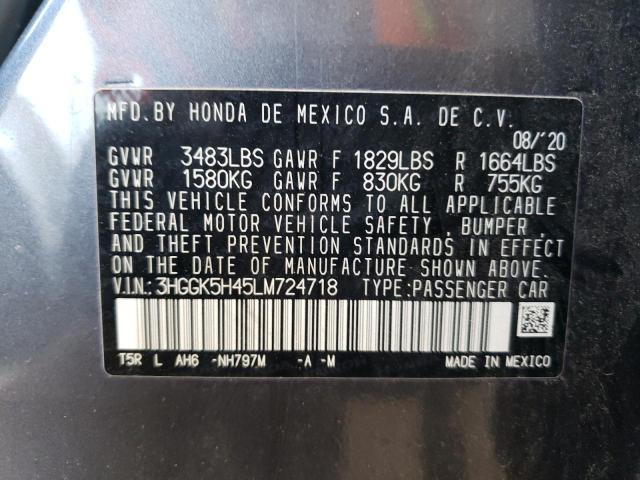 MFD. BY HONDA DE MEXICO S.A. DE C.V.
08/'20
GVWR 3483LBS GAWR F 1829LBS R 1664LBS
GVWR 1580KG GAWR F 830KG R 755KG
THIS VEHICLE CONFORMS TO ALL APPLICABLE
FEDERAL MOTOR VEHICLE SAFETY , BUMPER ,
AND THEFT PREVENTION STANDARDS IN EFFECT
ON THE DATE OF MANUFACTURE SHOWN ABOVE.
V.I.N.: 3HGGK5H45LM724718 TYPE:PASSENGER CAR
T5R L AH6 -NH797M -A -M MADE IN MEXICO